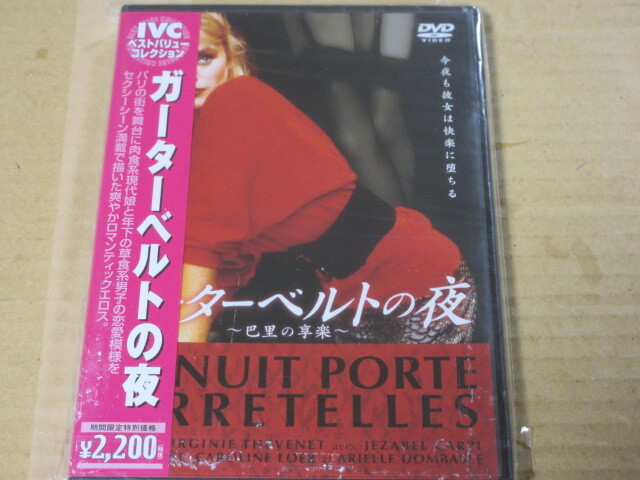 IVC
ベストバリュー
コレクション
ガーターベルトの夜
パリの街を舞台に肉食系現代娘と年下の草食系男子の恋愛模様を
セクシーシーン満載で描いた爽やかロマンティックエロス。
期間限定特別価格
¥2,200
DVD
VIDEO
今夜も彼女は快楽に堕ちる
ターベルトの夜
〜巴里の享楽〜
NUIT PORTE
RRETELLES
IRGINIE THEVENET avec JEZABEL CARPI
CAROLINE LOEB et ARIELLE DOMBASLE